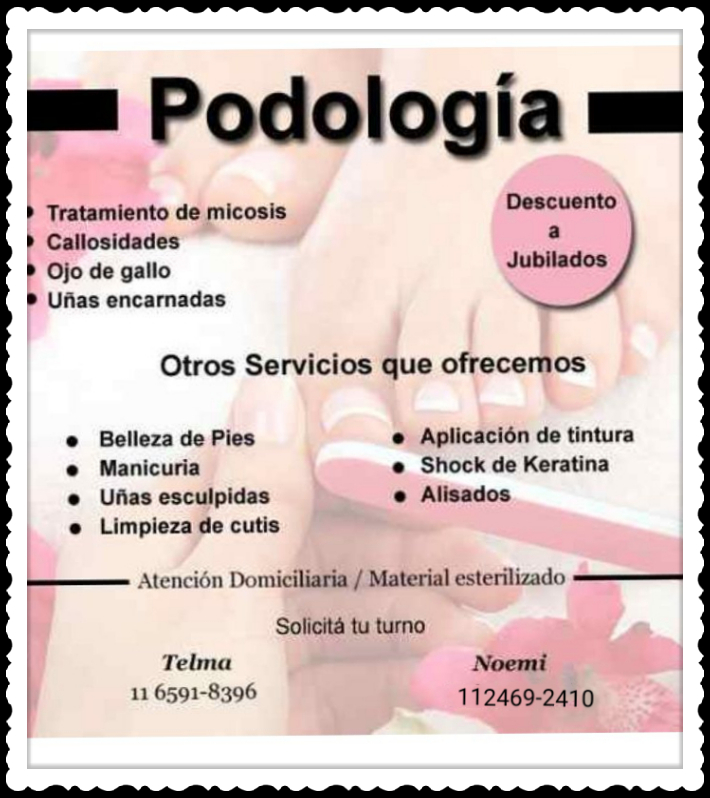 Podología
• Tratamiento de micosis
• Callosidades
• Ojo de gallo
• Uñas encarnadas
Descuento
a
Jubilados
Otros Servicios que ofrecemos
• Belleza de Pies
• Manicuria
• Uñas esculpidas
• Limpieza de cutis
• Aplicación de tintura
• Shock de Keratina
• Alisados
Atención Domiciliaria / Material esterilizado
Solicitá tu turno
Telma
11 6591-8396
Noemi
112469-2410